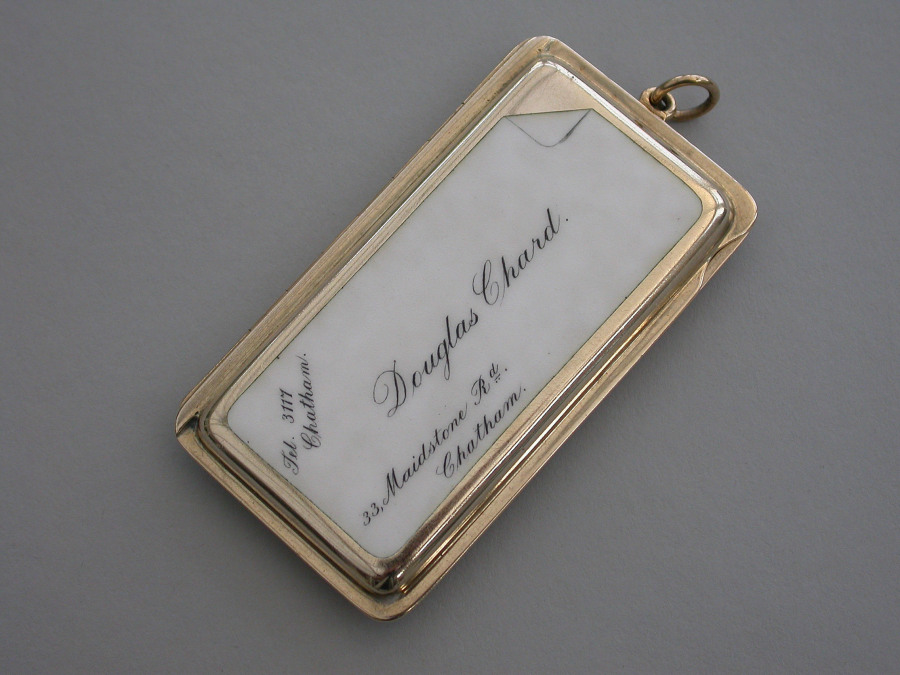 Douglas Chard.
Tel. 3117
Chatham.
33, Maidstone Rd.
Chatham.